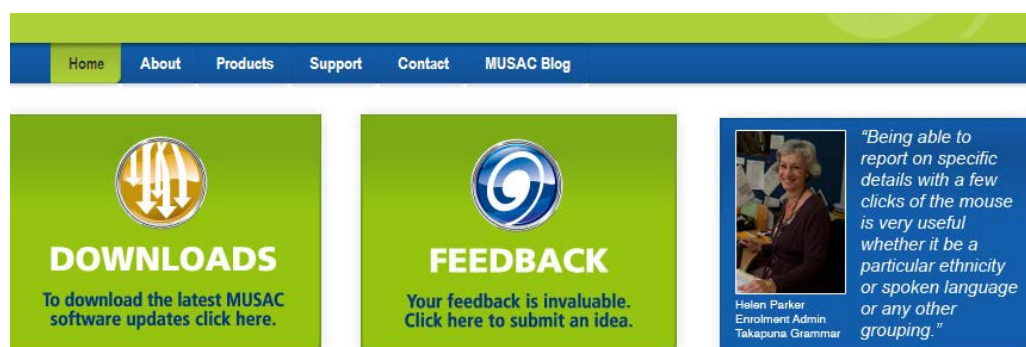 Home About Products Support Contact MUSAC Blog
DOWNLOADS
To download the latest MUSAC
software updates click here.
FEEDBACK
Your feedback is invaluable.
Click here to submit an idea.
“Being able to
report on specific
details with a few
clicks of the mouse
is very useful
whether it be a
particular ethnicity
or spoken language
or any other
grouping.”
Helen Parker
Enrolment Admin
Takapuna Grammar